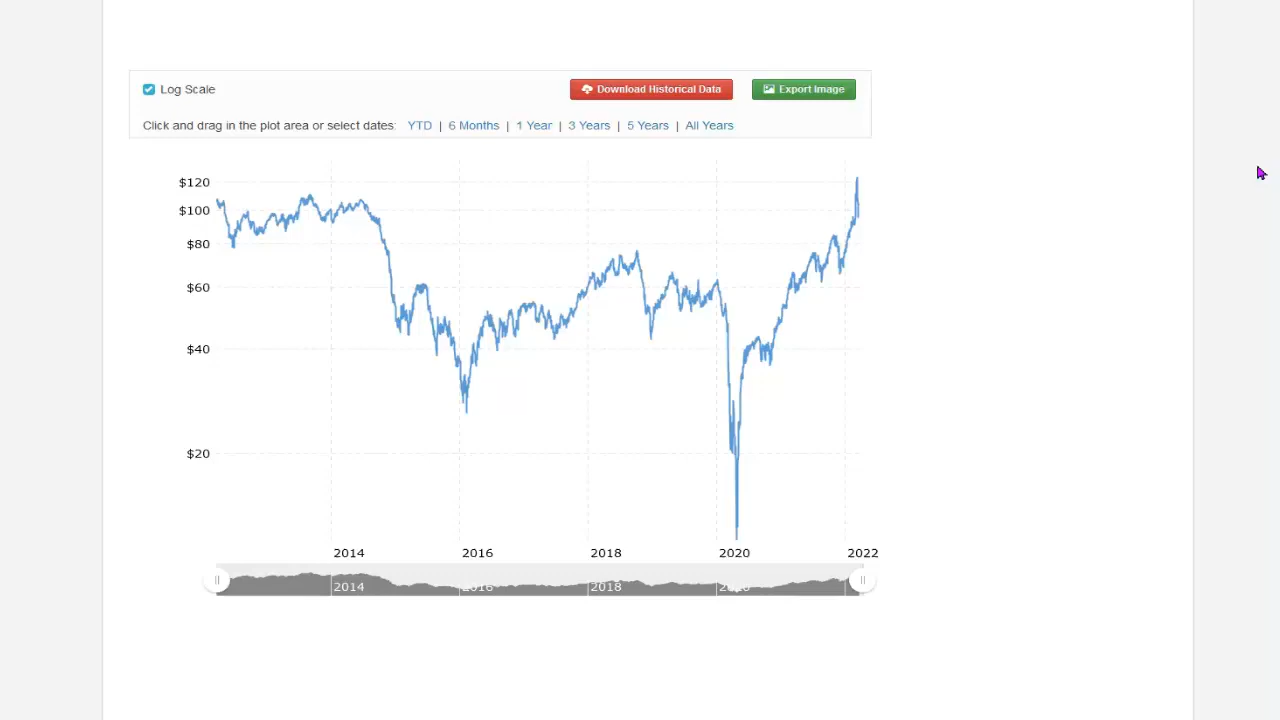 Log Scale
Download Historical Data
Export Image
Click and drag in the plot area or select dates: YTD | 6 Months | 1 Year | 3 Years | 5 Years | All Years
$120
$100
$80
$60
$40
$20
2014 2016 2018 2020 2022
2014 2016 2018 2020